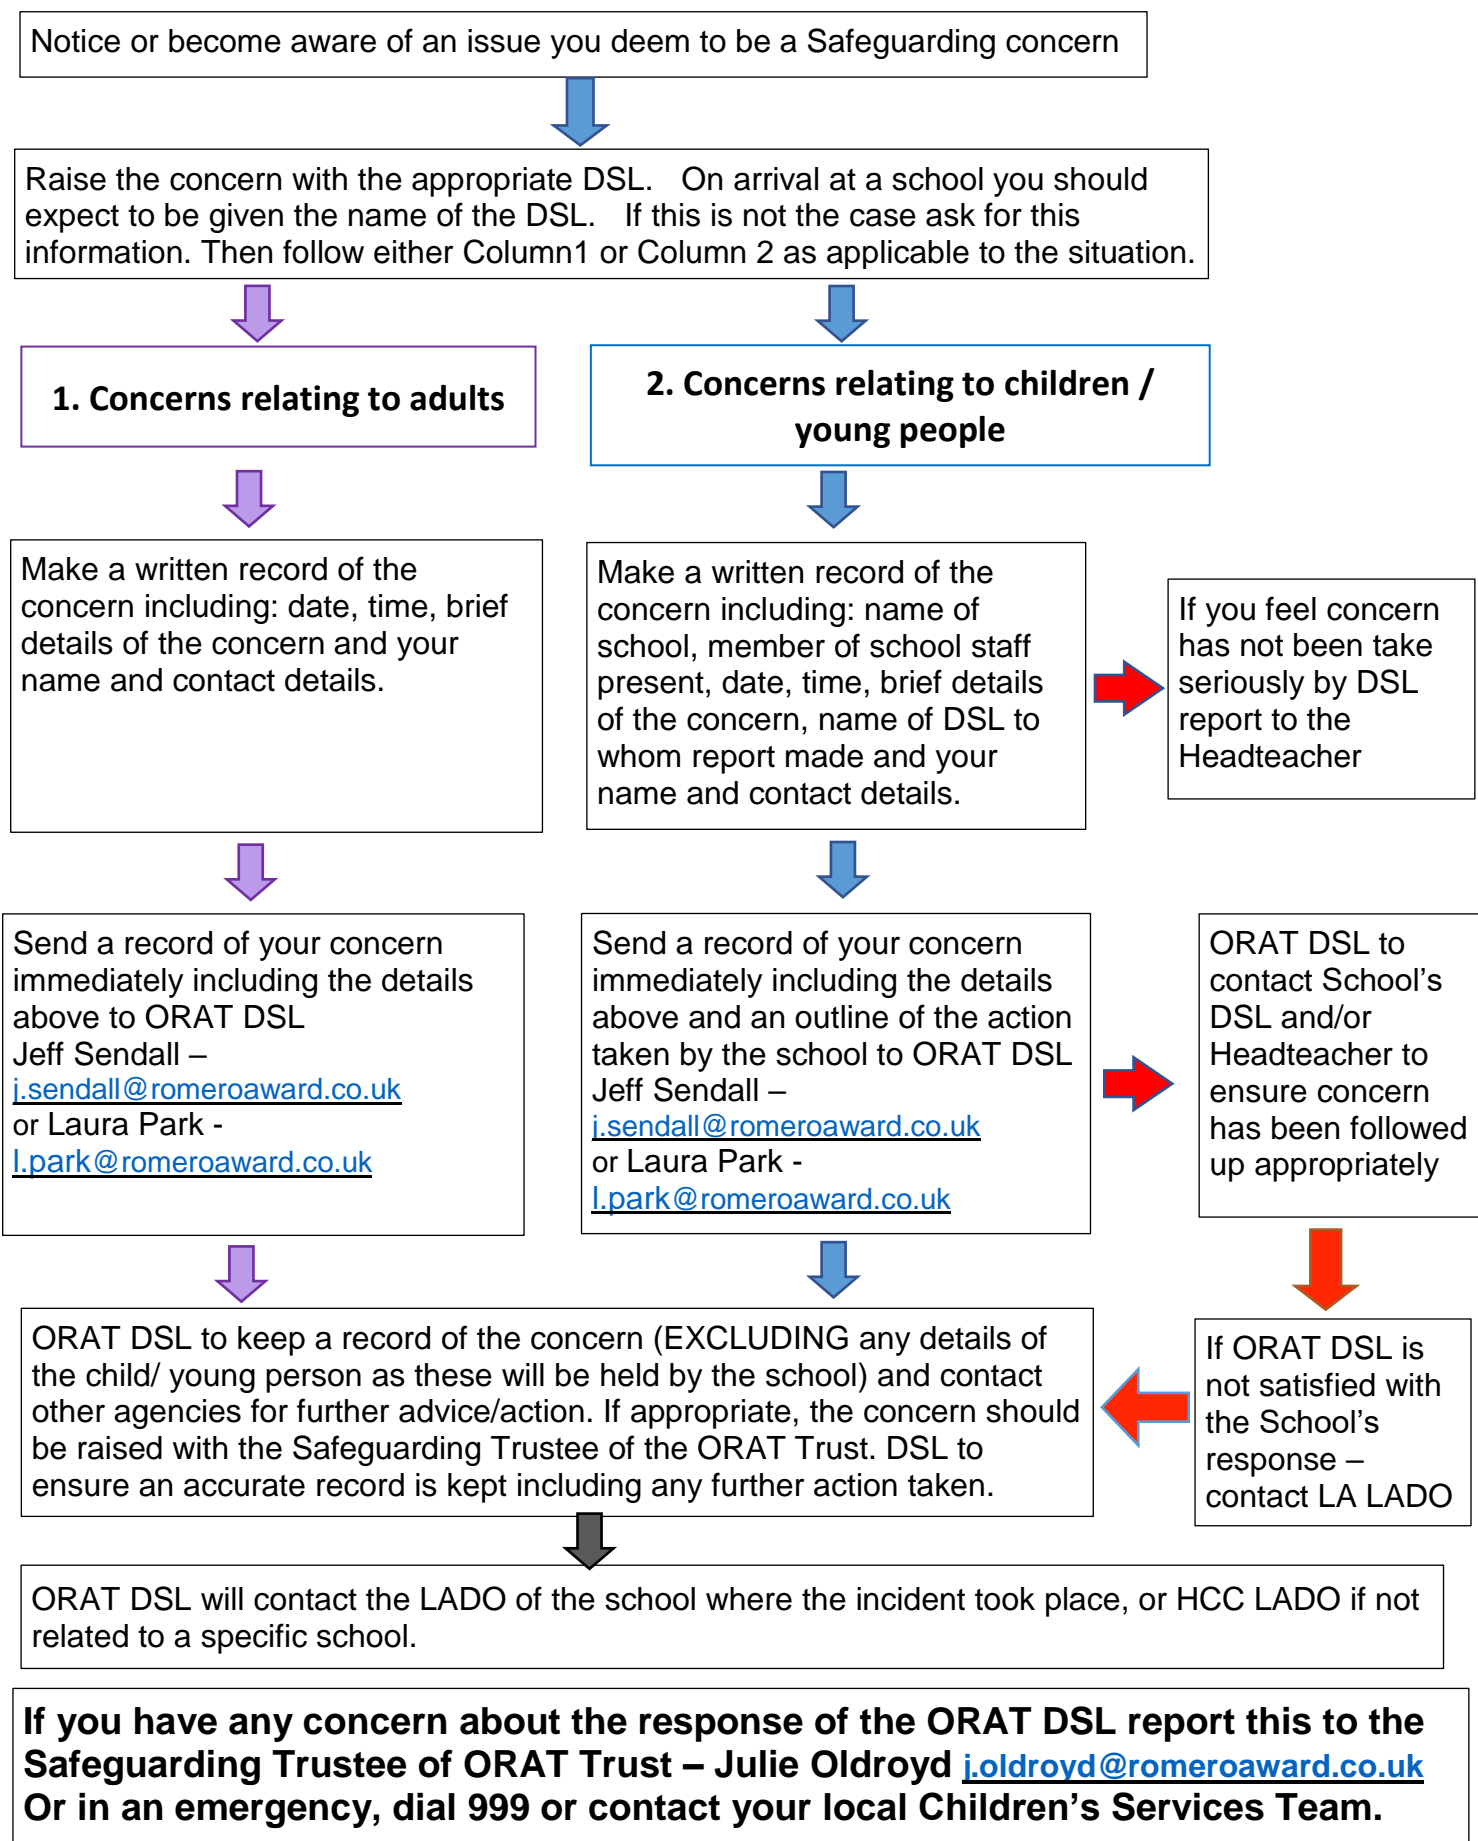 Notice or become aware of an issue you deem to be a Safeguarding concern
Raise the concern with the appropriate DSL.   On arrival at a school you should
expect to be given the name of the DSL.   If this is not the case ask for this
information. Then follow either Column1 or Column 2 as applicable to the situation.
1. Concerns relating to adults
2. Concerns relating to children /
young people
Make a written record of the
concern including: date, time, brief
details of the concern and your
name and contact details.
Make a written record of the
concern including: name of
school, member of school staff
present, date, time, brief details
of the concern, name of DSL to
whom report made and your
name and contact details.
If you feel concern
has not been take
seriously by DSL
report to the
Headteacher
Send a record of your concern
immediately including the details
above to ORAT DSL
Jeff Sendall –
j.sendall@romeroaward.co.uk
or Laura Park -
l.park@romeroaward.co.uk
Send a record of your concern
immediately including the details
above and an outline of the action
taken by the school to ORAT DSL
Jeff Sendall –
j.sendall@romeroaward.co.uk
or Laura Park -
l.park@romeroaward.co.uk
ORAT DSL to
contact School’s
DSL and/or
Headteacher to
ensure concern
has been followed
up appropriately
ORAT DSL to keep a record of the concern (EXCLUDING any details of
the child/ young person as these will be held by the school) and contact
other agencies for further advice/action. If appropriate, the concern should
be raised with the Safeguarding Trustee of the ORAT Trust. DSL to
ensure an accurate record is kept including any further action taken.
If ORAT DSL is
not satisfied with
the School’s
response –
contact LA LADO
ORAT DSL will contact the LADO of the school where the incident took place, or HCC LADO if not
related to a specific school.
If you have any concern about the response of the ORAT DSL report this to the
Safeguarding Trustee of ORAT Trust – Julie Oldroyd j.oldroyd@romeroaward.co.uk
Or in an emergency, dial 999 or contact your local Children’s Services Team.